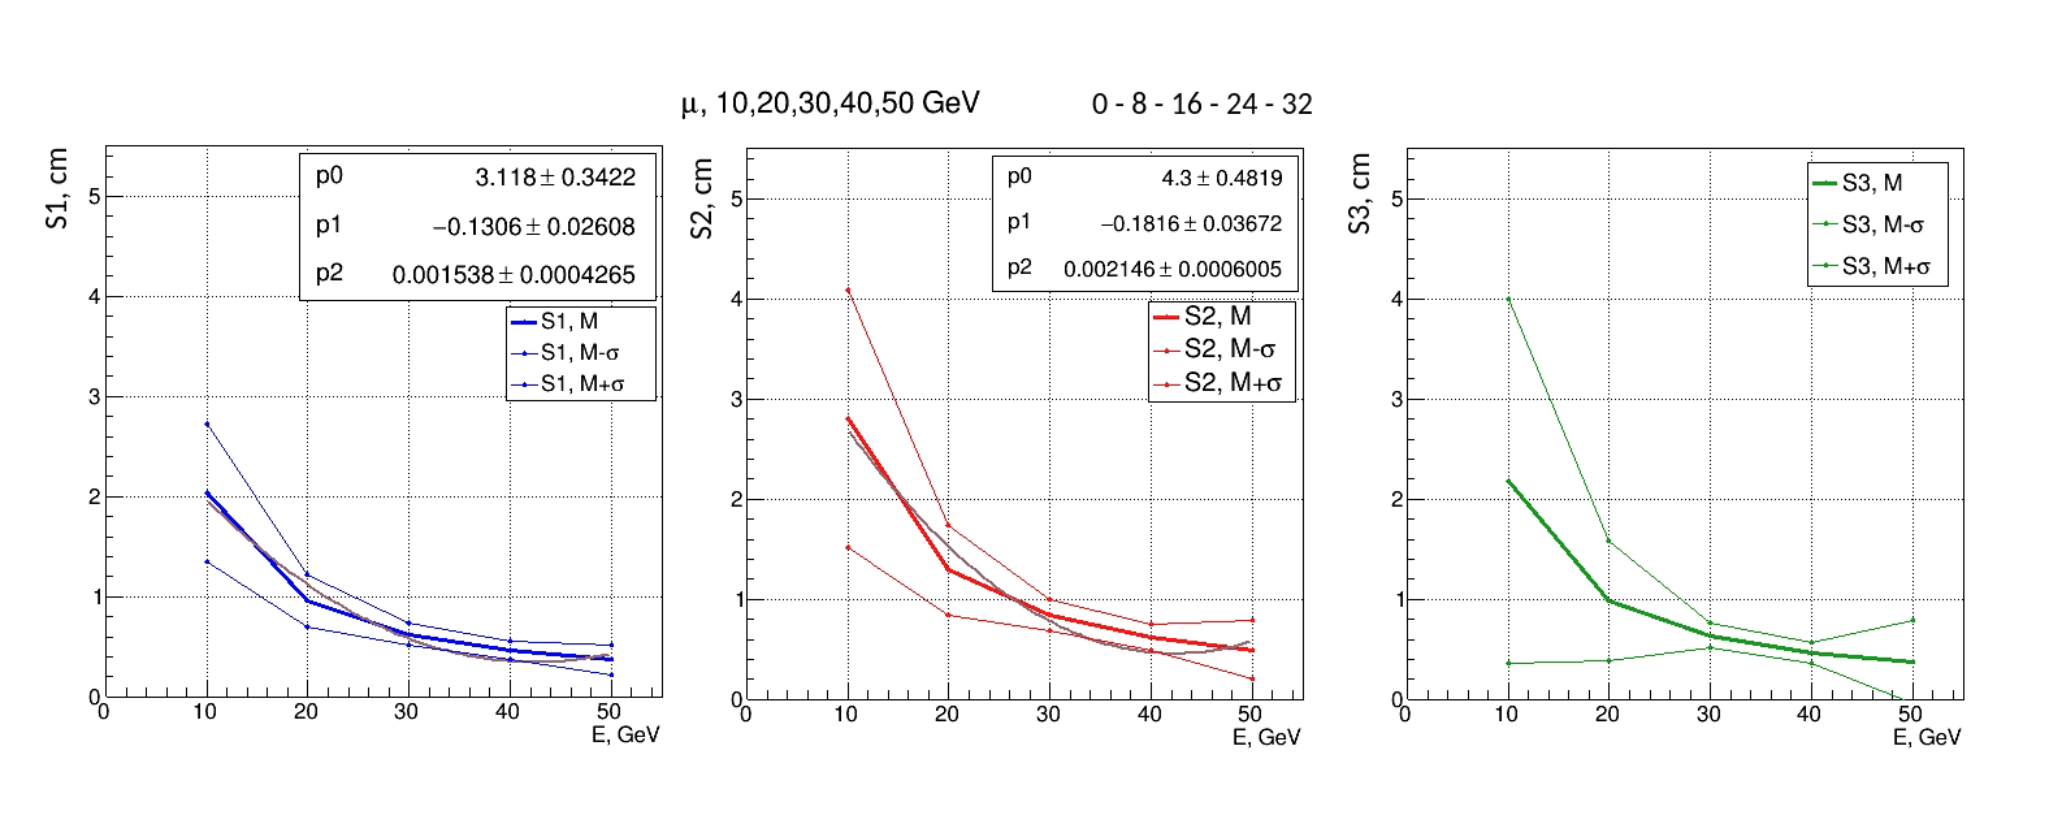 μ, 10,20,30,40,50 GeV
0 - 8 - 16 - 24 - 32
S1, cm
5
4
3
2
1
0
0 10 20 30 40 50
E, GeV
p0 3.118 ± 0.3422
p1 −0.1306 ± 0.02608
p2 0.001538 ± 0.0004265
S1, M
S1, M-σ
S1, M+σ
S2, cm
5
4
3
2
1
0
0 10 20 30 40 50
E, GeV
p0 4.3 ± 0.4819
p1 −0.1816 ± 0.03672
p2 0.002146 ± 0.0006005
S2, M
S2, M-σ
S2, M+σ
S3, cm
5
4
3
2
1
0
0 10 20 30 40 50
E, GeV
S3, M
S3, M-σ
S3, M+σ